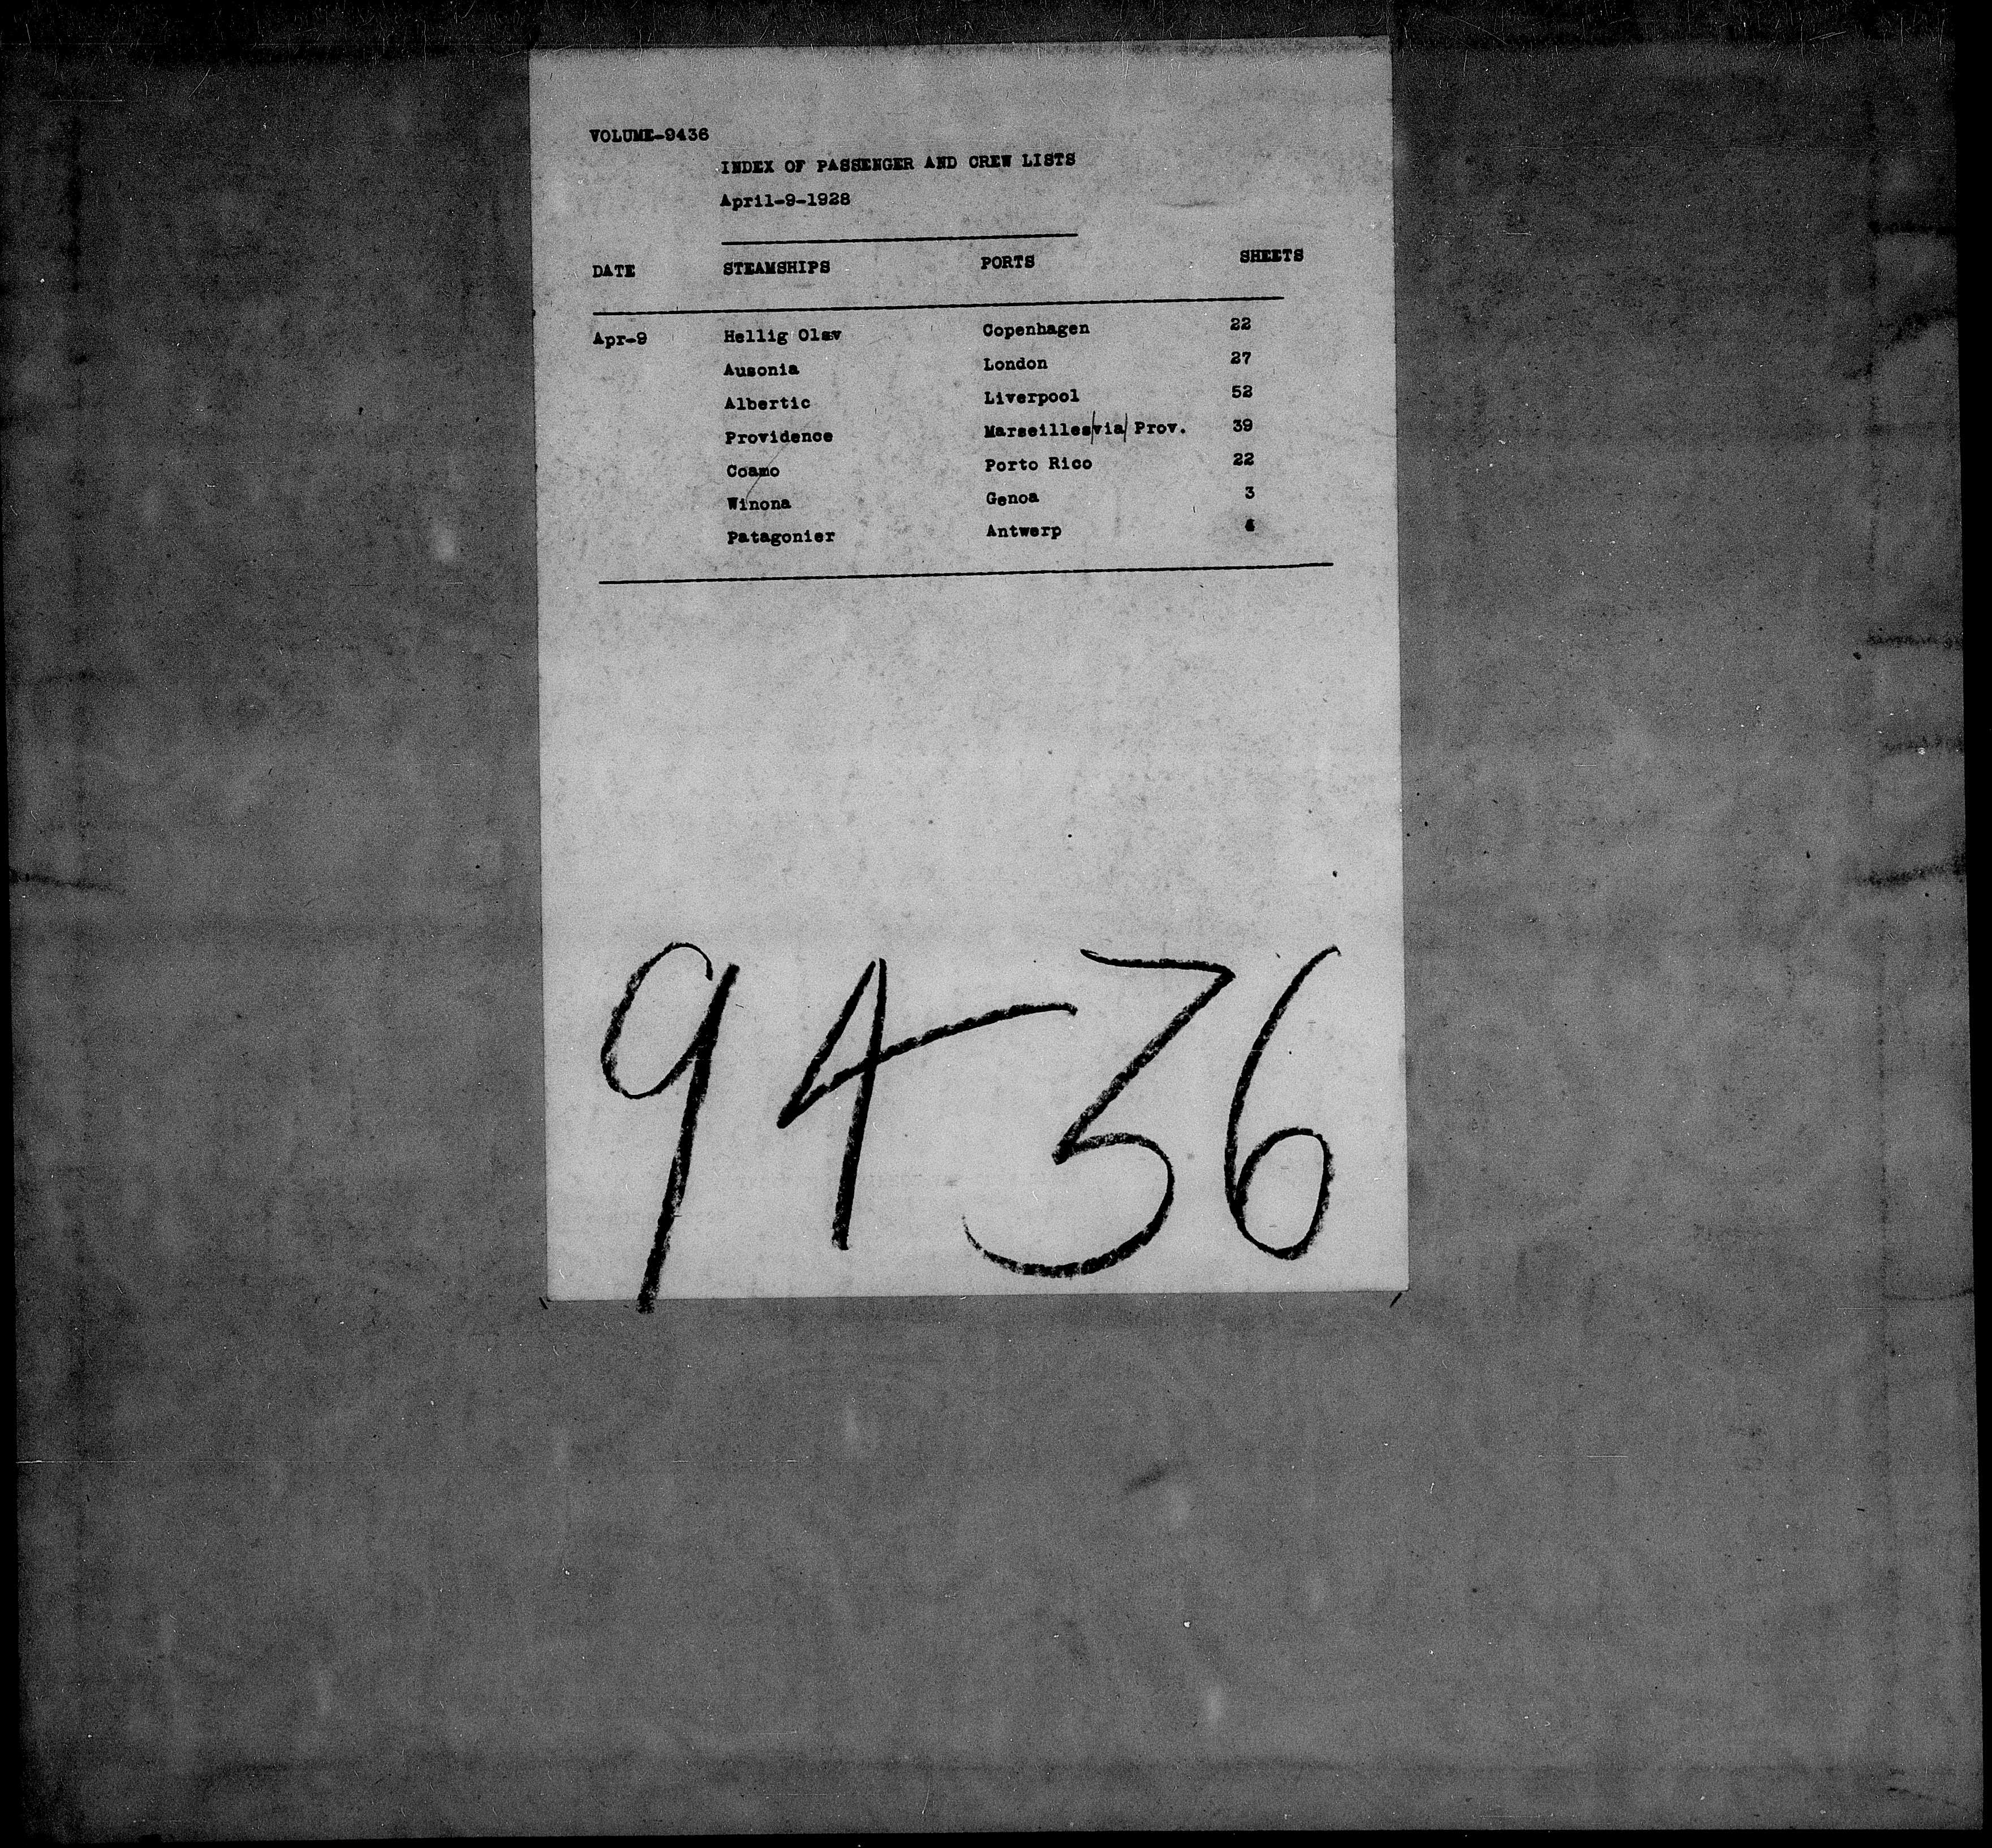 VOLUME-9436
INDEX OF PASSENGER AND CREW LISTS
April-9-1928
DATE STEAMSHIPS PORTS SHEETS
Apr-9 Hellig Olav Copenhagen 22
Ausonia London 27
Albertic Liverpool 52
Providence Marseilles/via/ Prov. 39
Coamo Porto Rico 22
Winona Genoa 3
Patagonier Antwerp
9436